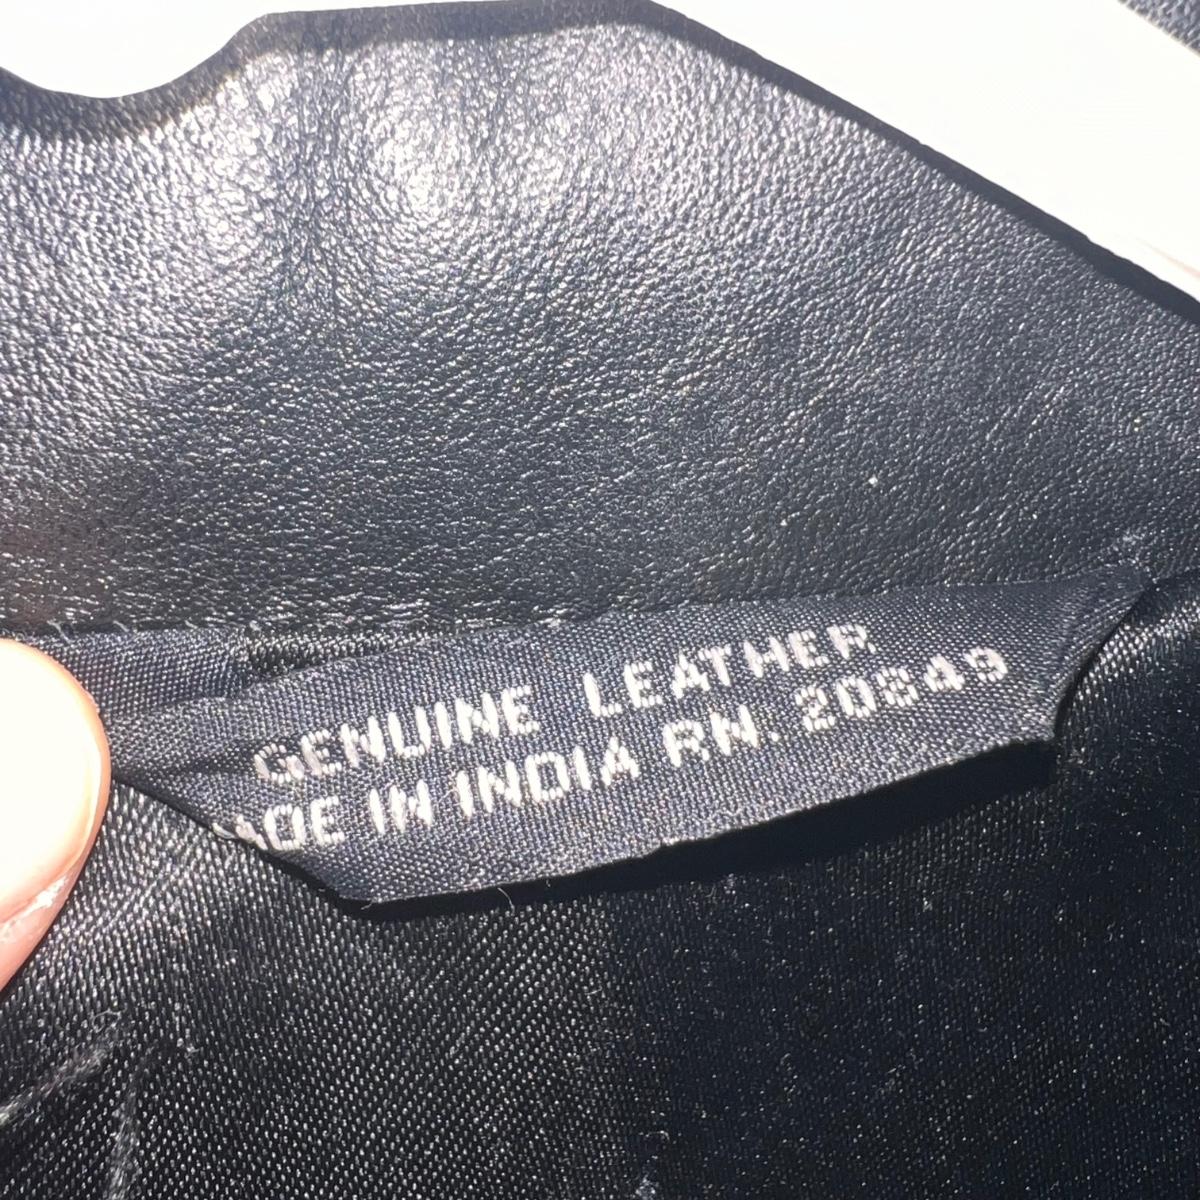 GENUINE LEATHER
ADE IN INDIA RN. 20849